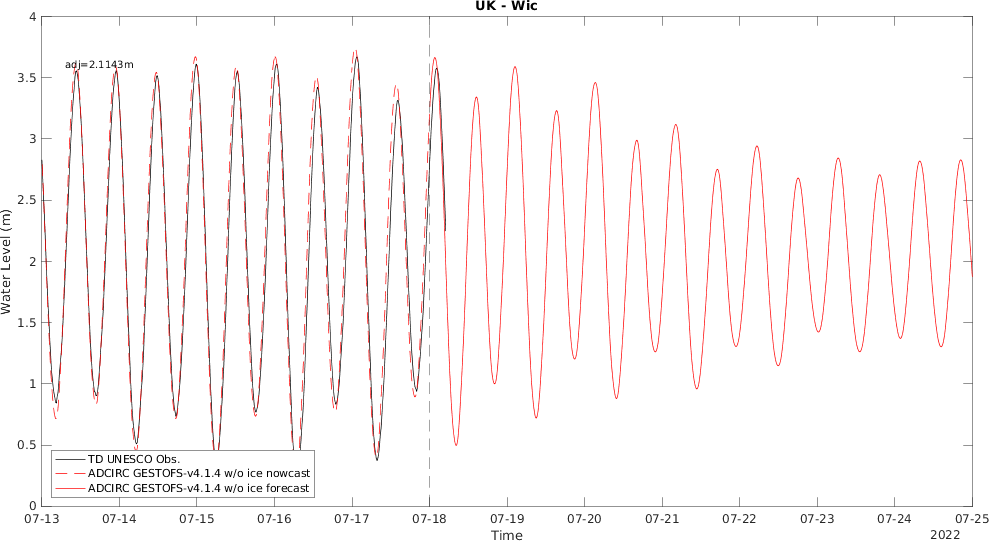 UK - Wic
4
3.5
3
2.5
2
1.5
1
0.5
0
Water Level (m)
adj=2.1143m
TD UNESCO Obs.
ADCIRC GESTOFS-v4.1.4 w/o ice nowcast
ADCIRC GESTOFS-v4.1.4 w/o ice forecast
07-13 07-14 07-15 07-16 07-17 07-18 07-19 07-20 07-21 07-22 07-23 07-24 07-25
Time
2022